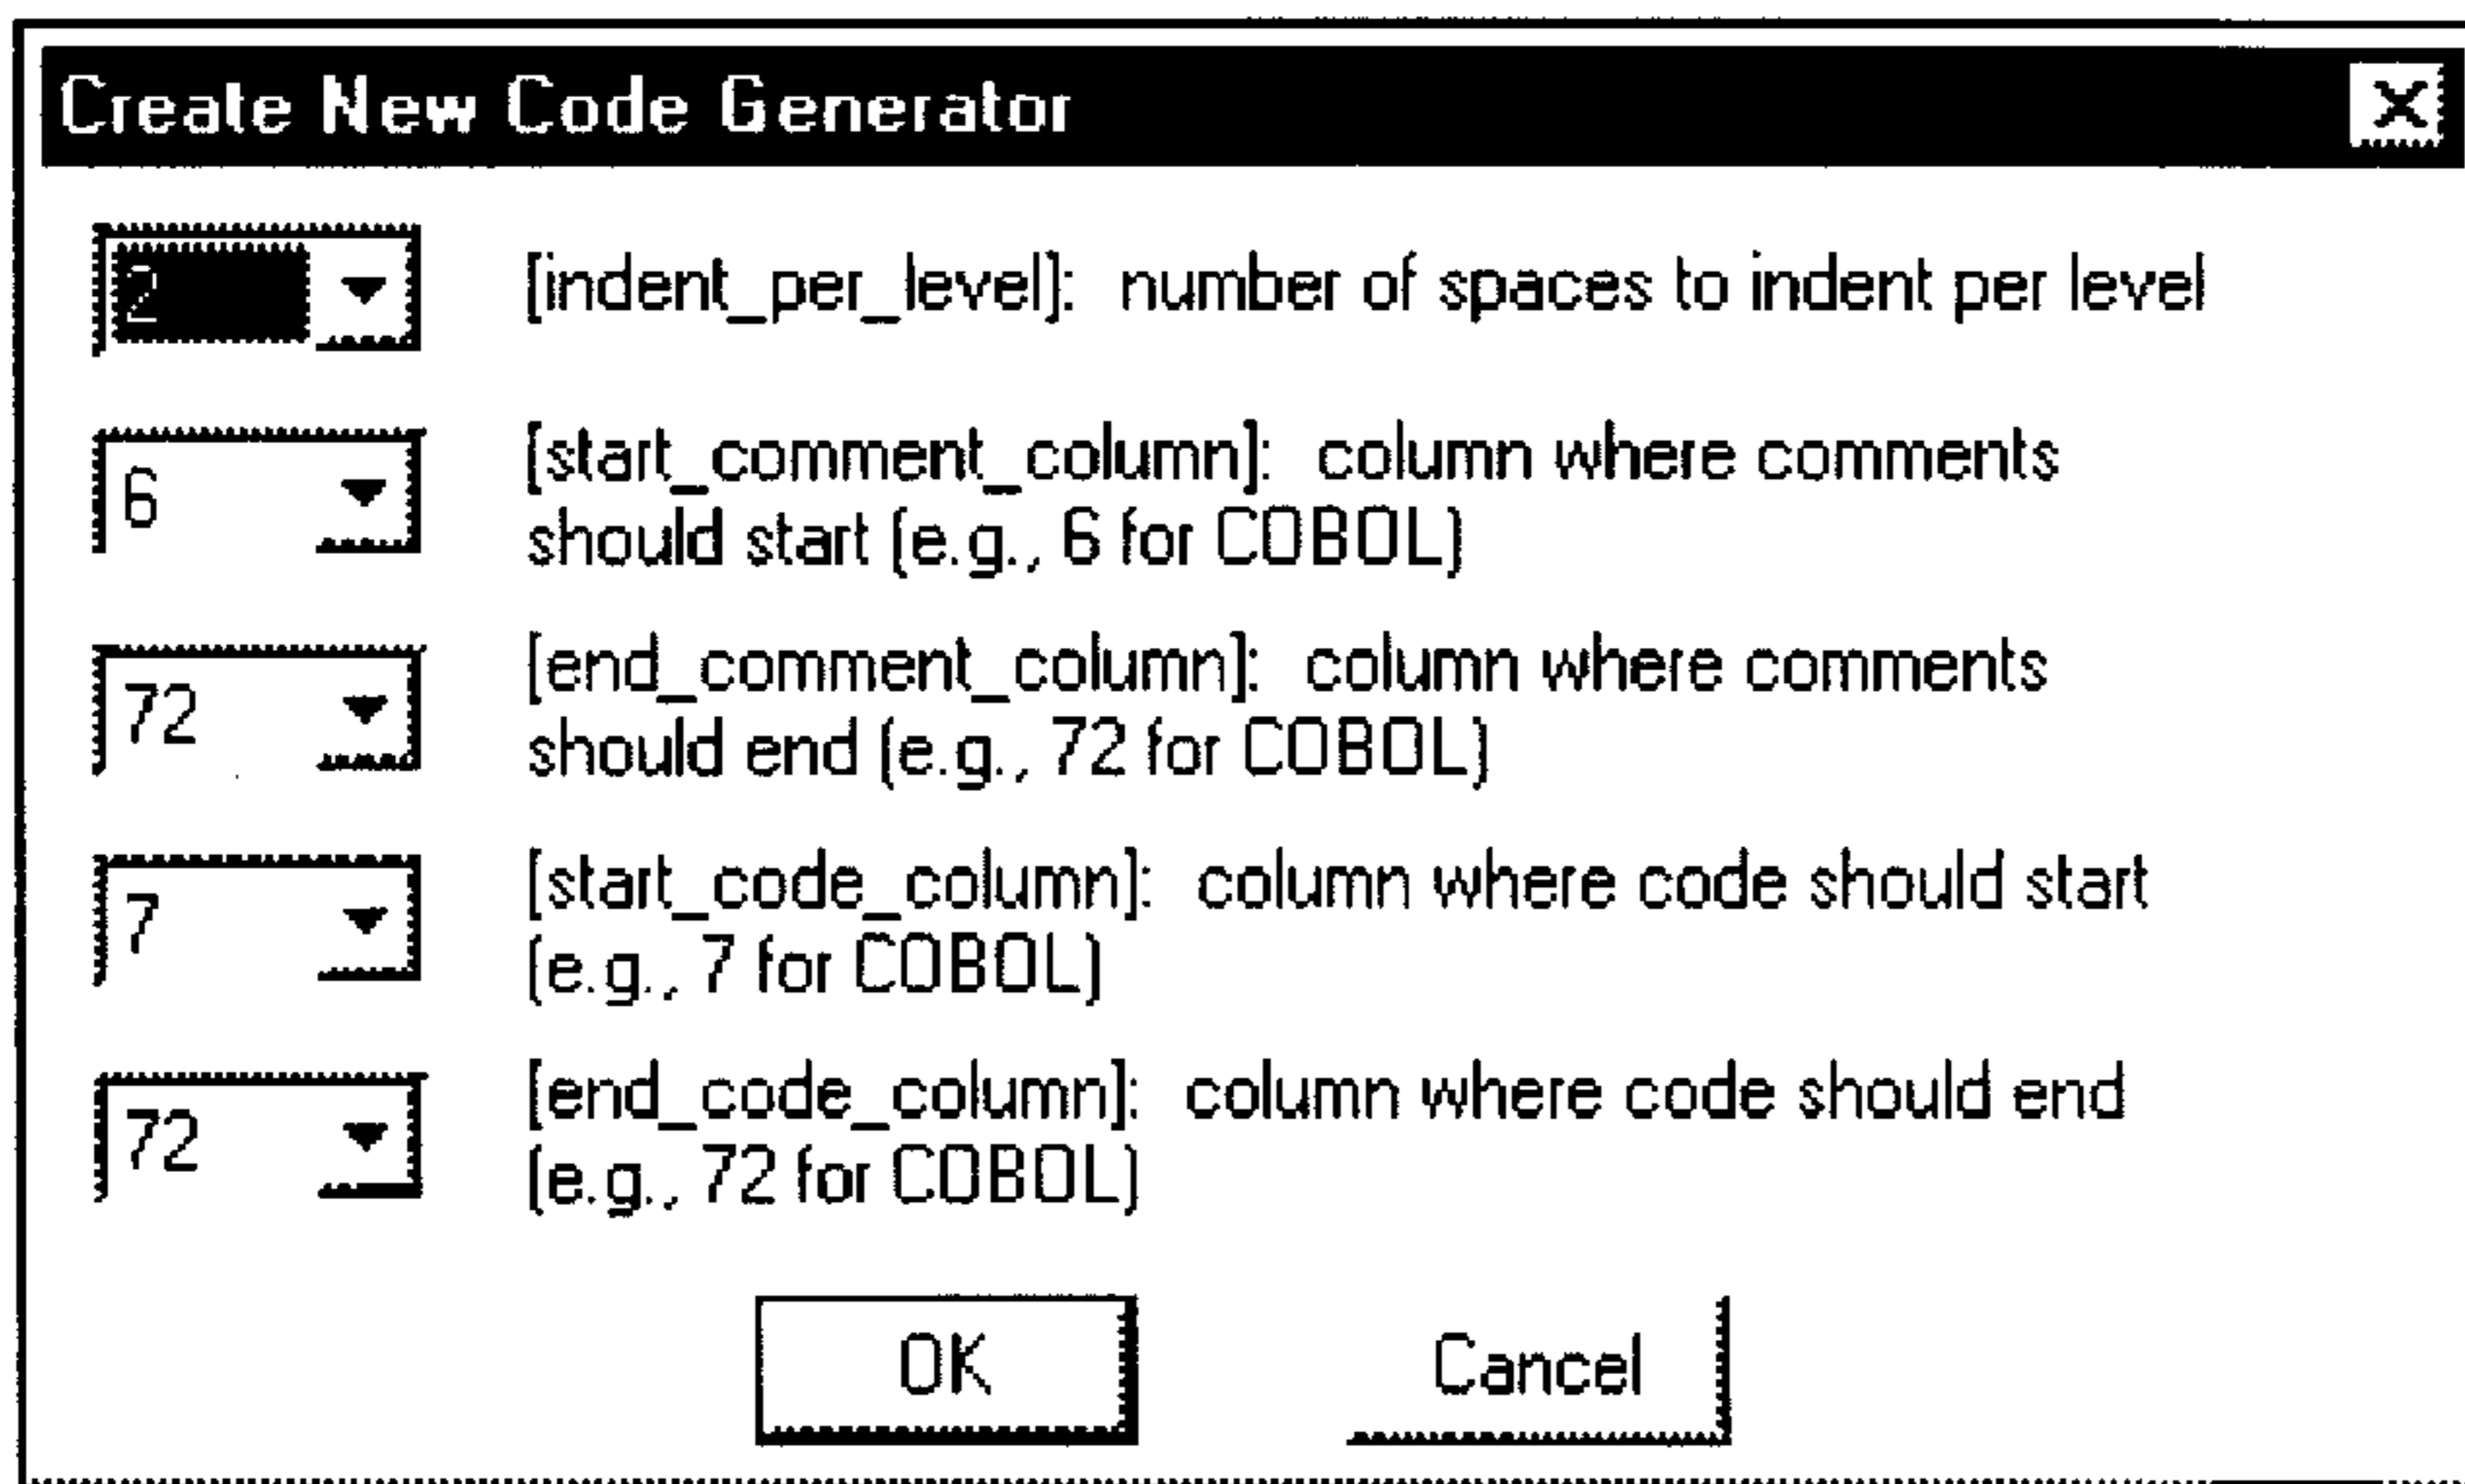 Create New Code Generator X
2 [indent_per_level]: number of spaces to indent per level
6 [start_comment_column]: column where comments
should start (e.g., 6 for COBOL)
72 [end_comment_column]: column where comments
should end (e.g., 72 for COBOL)
7 [start_code_column]: column where code should start
(e.g., 7 for COBOL)
72 [end_code_column]: column where code should end
(e.g., 72 for COBOL)
OK Cancel